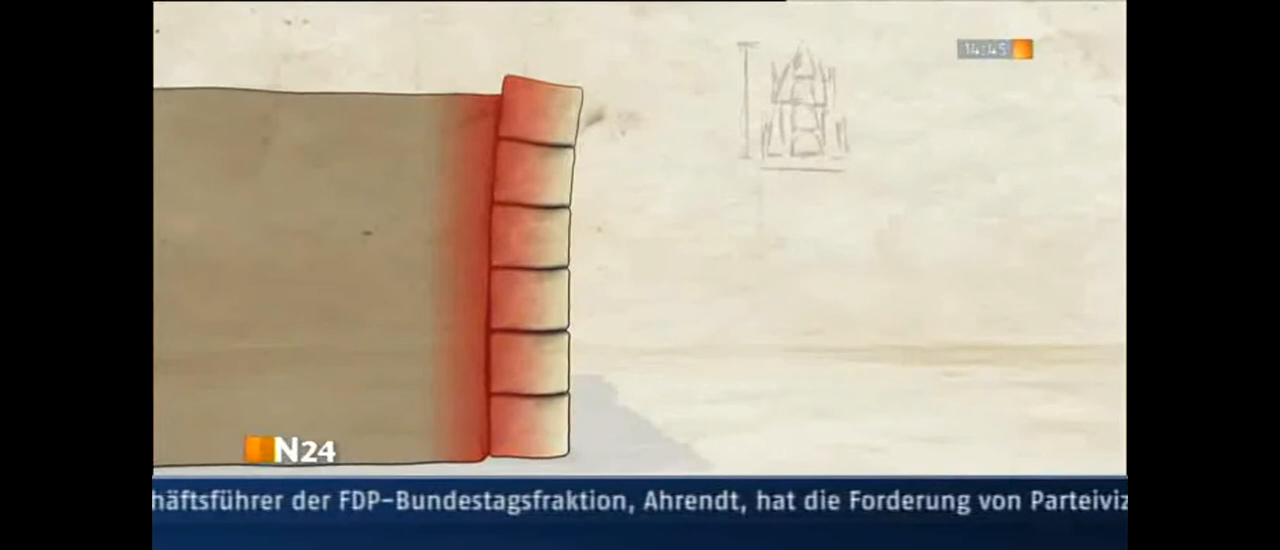 14:45
N24
häftsführer der FDP-Bundestagsfraktion, Ahrendt, hat die Forderung von Parteiviz